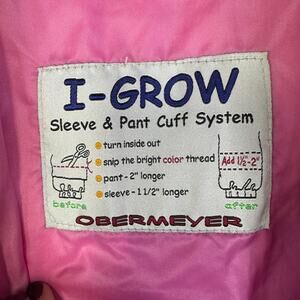 I-GROW
Sleeve & Pant Cuff System
turn inside out
snip the bright color thread
pant - 2" longer
sleeve - 1 1/2" longer
Add 1½-2"
before
after
OBERMEYER